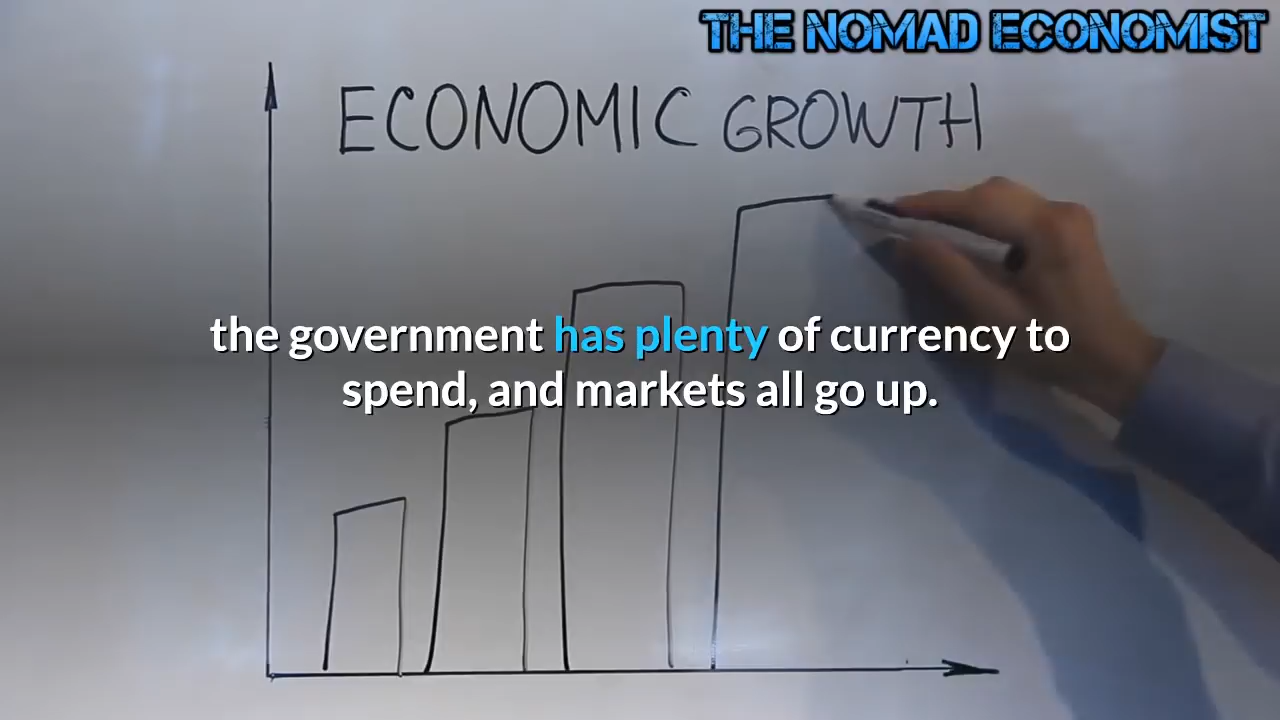 THE NOMAD ECONOMIST
ECONOMIC GROWTH
the government has plenty of currency to
spend, and markets all go up.